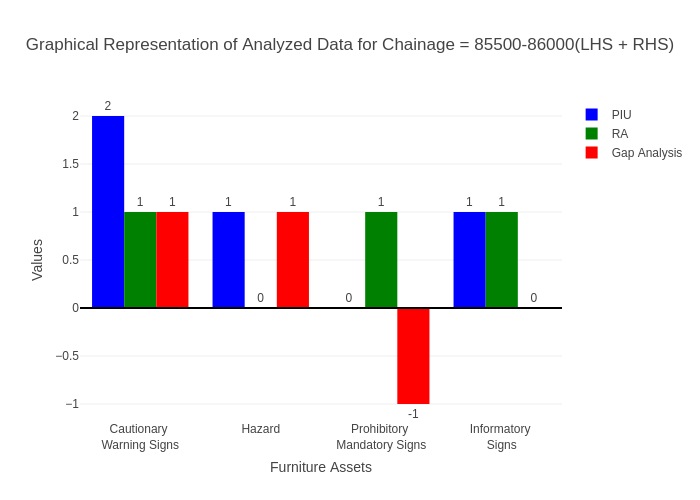 Graphical Representation of Analyzed Data for Chainage = 85500-86000(LHS + RHS)
PIU
RA
Gap Analysis
Values
2
1.5
1
0.5
0
−0.5
−1
2
1
1
1
0
1
0
1
-1
1
1
0
Cautionary
Warning Signs
Hazard
Prohibitory
Mandatory Signs
Informatory
Signs
Furniture Assets